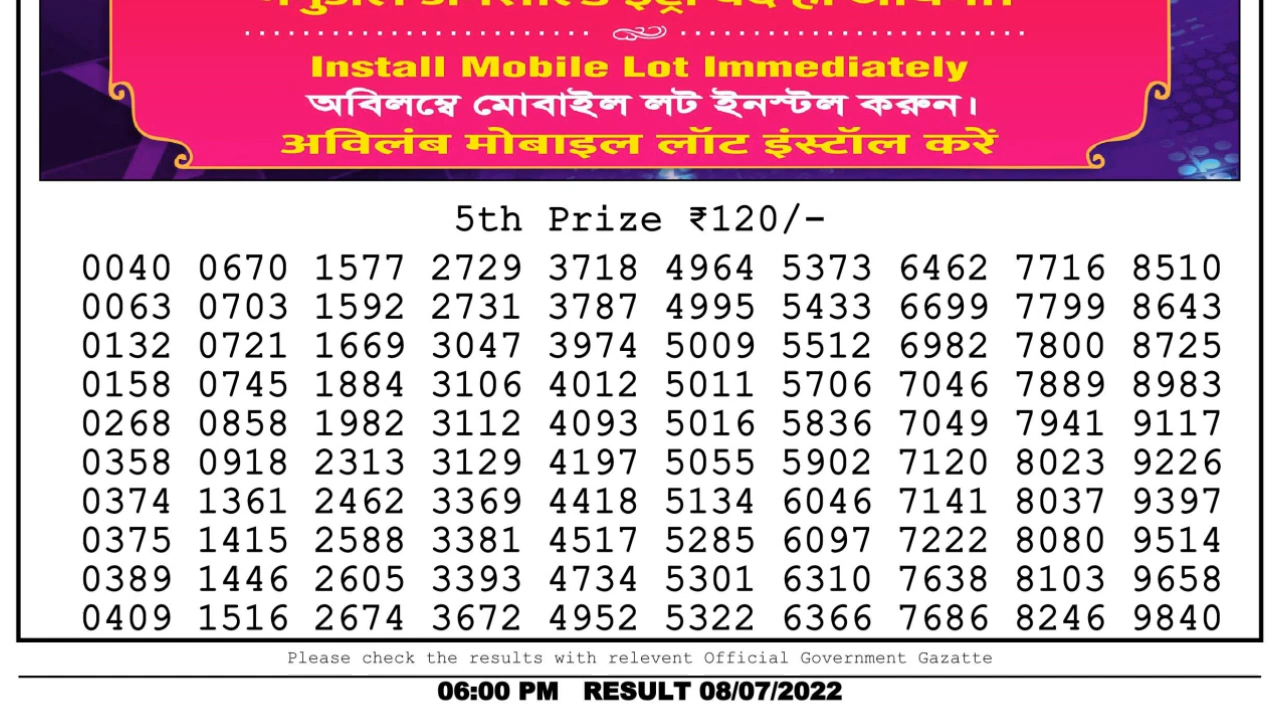 Install Mobile Lot Immediately
অবিলম্বে মোবাইল লট ইনস্টল করুন।
अविलंब मोबाइल लॉट इंस्टॉल करें
5th Prize ₹120/-
0040 0670 1577 2729 3718 4964 5373 6462 7716 8510
0063 0703 1592 2731 3787 4995 5433 6699 7799 8643
0132 0721 1669 3047 3974 5009 5512 6982 7800 8725
0158 0745 1884 3106 4012 5011 5706 7046 7889 8983
0268 0858 1982 3112 4093 5016 5836 7049 7941 9117
0358 0918 2313 3129 4197 5055 5902 7120 8023 9226
0374 1361 2462 3369 4418 5134 6046 7141 8037 9397
0375 1415 2588 3381 4517 5285 6097 7222 8080 9514
0389 1446 2605 3393 4734 5301 6310 7638 8103 9658
0409 1516 2674 3672 4952 5322 6366 7686 8246 9840
Please check the results with relevent Official Government Gazatte
06:00 PM RESULT 08/07/2022